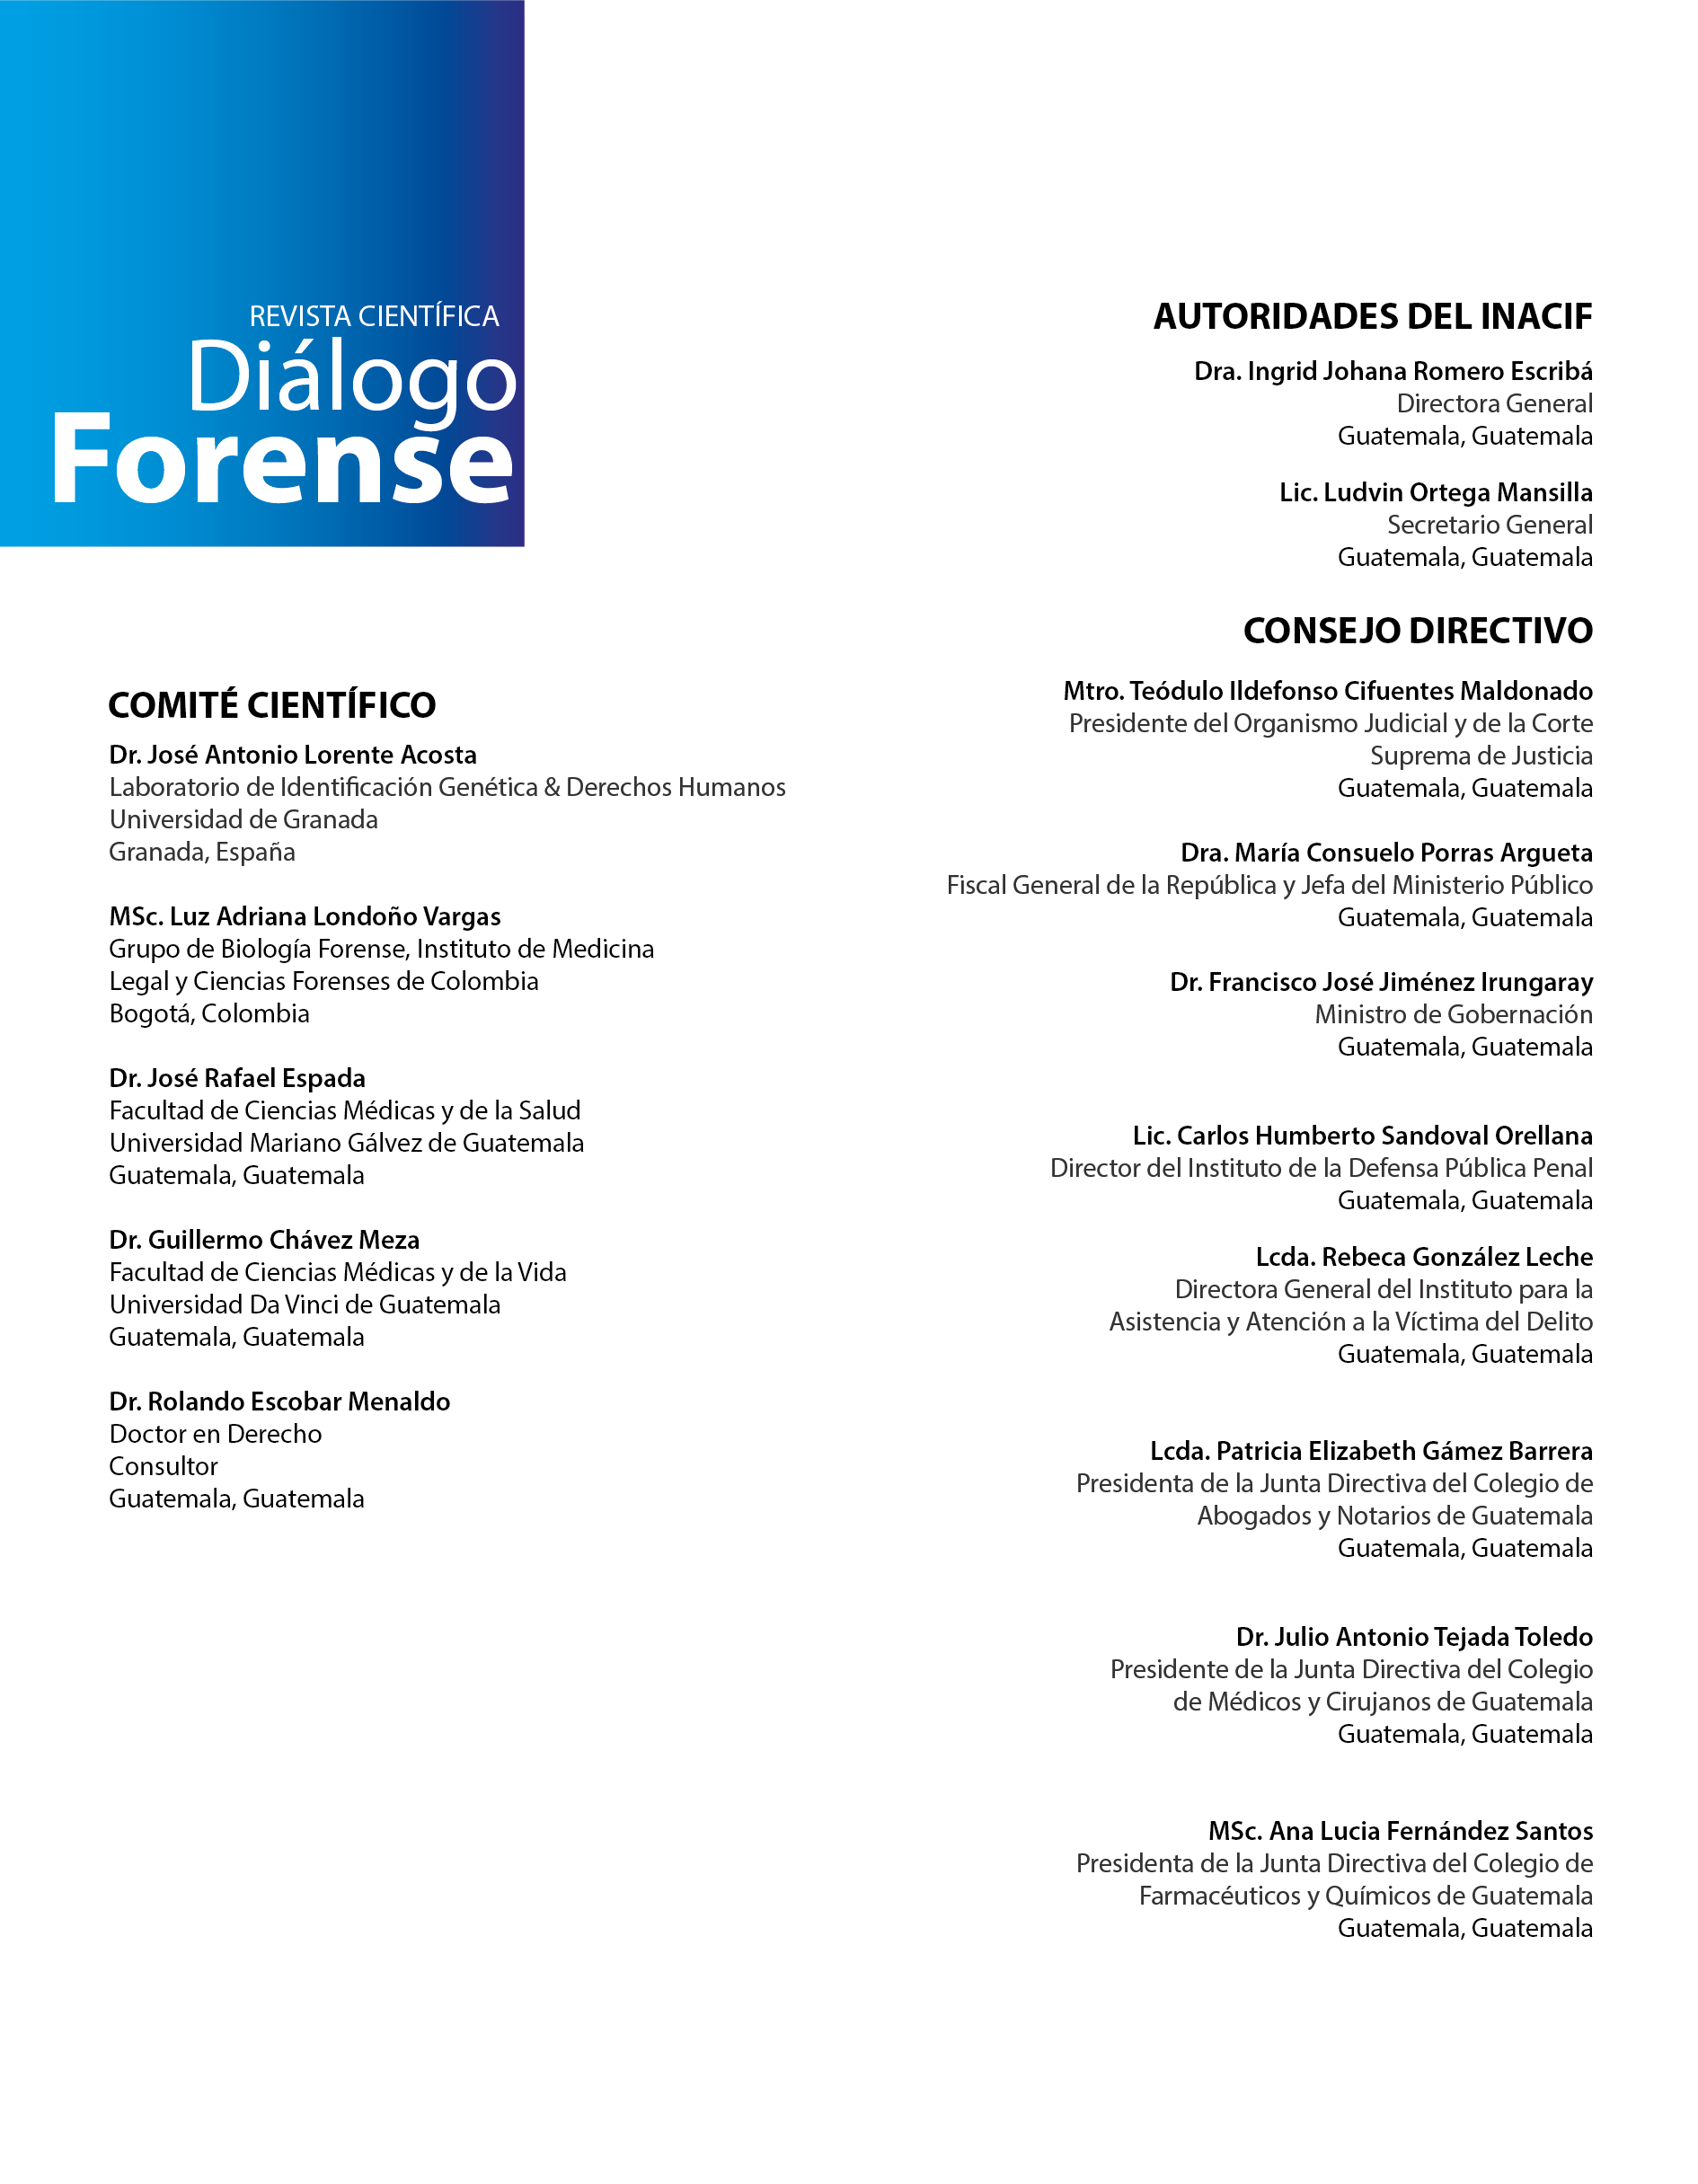 REVISTA CIENTÍFICA
Diálogo
Forense
COMITÉ CIENTÍFICO
Dr. José Antonio Lorente Acosta
Laboratorio de Identificación Genética & Derechos Humanos
Universidad de Granada
Granada, España
MSc. Luz Adriana Londoño Vargas
Grupo de Biología Forense, Instituto de Medicina
Legal y Ciencias Forenses de Colombia
Bogotá, Colombia
Dr. José Rafael Espada
Facultad de Ciencias Médicas y de la Salud
Universidad Mariano Gálvez de Guatemala
Guatemala, Guatemala
Dr. Guillermo Chávez Meza
Facultad de Ciencias Médicas y de la Vida
Universidad Da Vinci de Guatemala
Guatemala, Guatemala
Dr. Rolando Escobar Menaldo
Doctor en Derecho
Consultor
Guatemala, Guatemala
AUTORIDADES DEL INACIF
Dra. Ingrid Johana Romero Escribá
Directora General
Guatemala, Guatemala
Lic. Ludvin Ortega Mansilla
Secretario General
Guatemala, Guatemala
CONSEJO DIRECTIVO
Mtro. Teódulo Ildefonso Cifuentes Maldonado
Presidente del Organismo Judicial y de la Corte
Suprema de Justicia
Guatemala, Guatemala
Dra. María Consuelo Porras Argueta
Fiscal General de la República y Jefa del Ministerio Público
Guatemala, Guatemala
Dr. Francisco José Jiménez Irungaray
Ministro de Gobernación
Guatemala, Guatemala
Lic. Carlos Humberto Sandoval Orellana
Director del Instituto de la Defensa Pública Penal
Guatemala, Guatemala
Lcda. Rebeca González Leche
Directora General del Instituto para la
Asistencia y Atención a la Víctima del Delito
Guatemala, Guatemala
Lcda. Patricia Elizabeth Gámez Barrera
Presidenta de la Junta Directiva del Colegio de
Abogados y Notarios de Guatemala
Guatemala, Guatemala
Dr. Julio Antonio Tejada Toledo
Presidente de la Junta Directiva del Colegio
de Médicos y Cirujanos de Guatemala
Guatemala, Guatemala
MSc. Ana Lucia Fernández Santos
Presidenta de la Junta Directiva del Colegio de
Farmacéuticos y Químicos de Guatemala
Guatemala, Guatemala